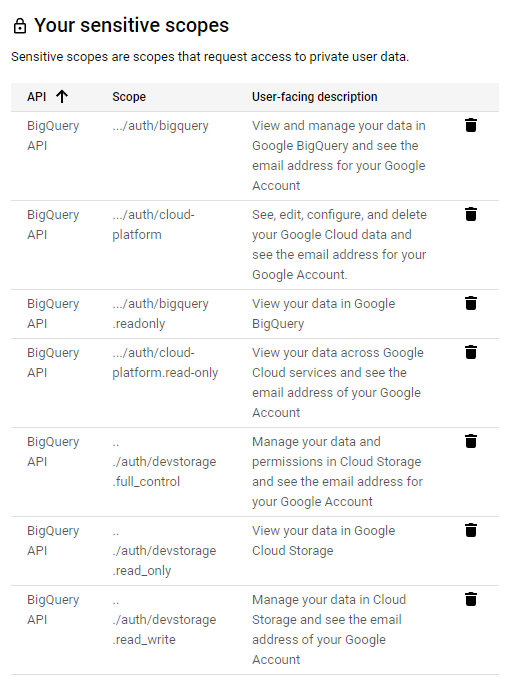 Your sensitive scopes
Sensitive scopes are scopes that request access to private user data.
API Scope User-facing description
BigQuery API
.../auth/bigquery
View and manage your data in
Google BigQuery and see the
email address for your Google
Account
BigQuery API
.../auth/cloud-
platform
See, edit, configure, and delete
your Google Cloud data and
see the email address for your
Google Account.
BigQuery API
.../auth/bigquery
.readonly
View your data in Google
BigQuery
BigQuery API
.../auth/cloud-
platform.read-only
View your data across Google
Cloud services and see the
email address of your Google
Account
BigQuery API
..
./auth/devstorage
.full_control
Manage your data and
permissions in Cloud Storage
and see the email address for
your Google Account
BigQuery API
..
./auth/devstorage
.read_only
View your data in Google
Cloud Storage
BigQuery API
..
./auth/devstorage
.read_write
Manage your data in Cloud
Storage and see the email
address of your Google
Account